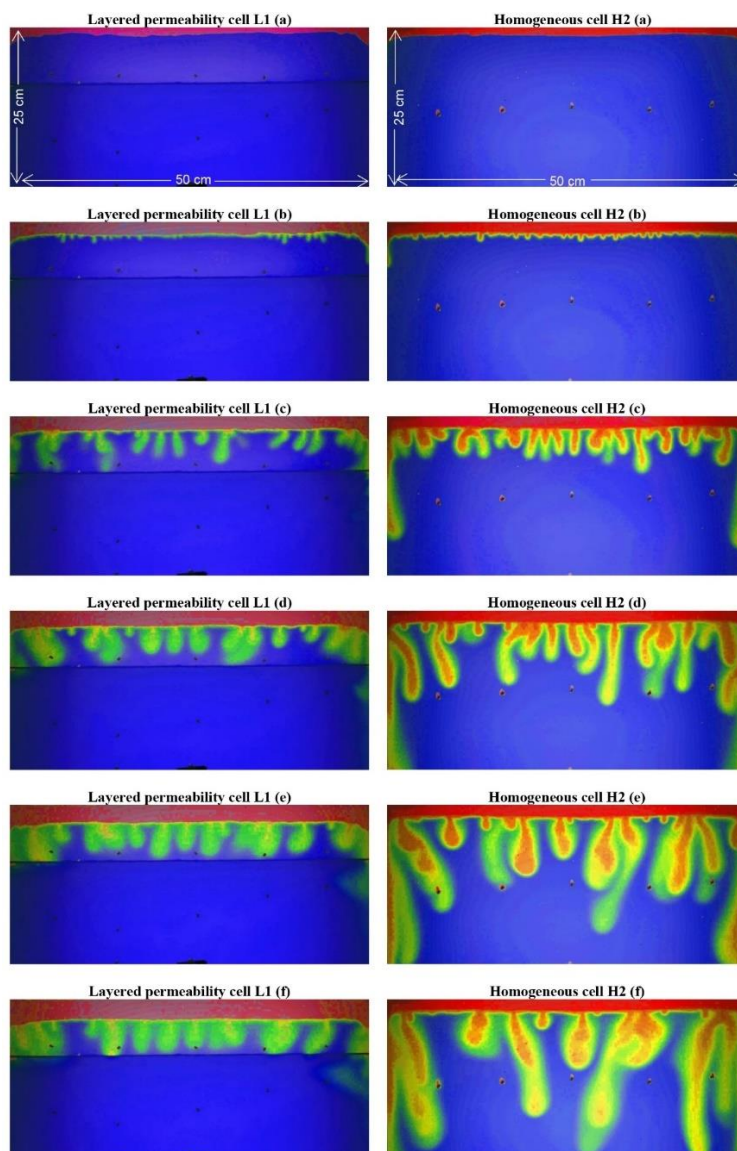 Layered permeability cell L1 (a)
Homogeneous cell H2 (a)
25 cm
50 cm
25 cm
50 cm
Layered permeability cell L1 (b)
Homogeneous cell H2 (b)
Layered permeability cell L1 (c)
Homogeneous cell H2 (c)
Layered permeability cell L1 (d)
Homogeneous cell H2 (d)
Layered permeability cell L1 (e)
Homogeneous cell H2 (e)
Layered permeability cell L1 (f)
Homogeneous cell H2 (f)